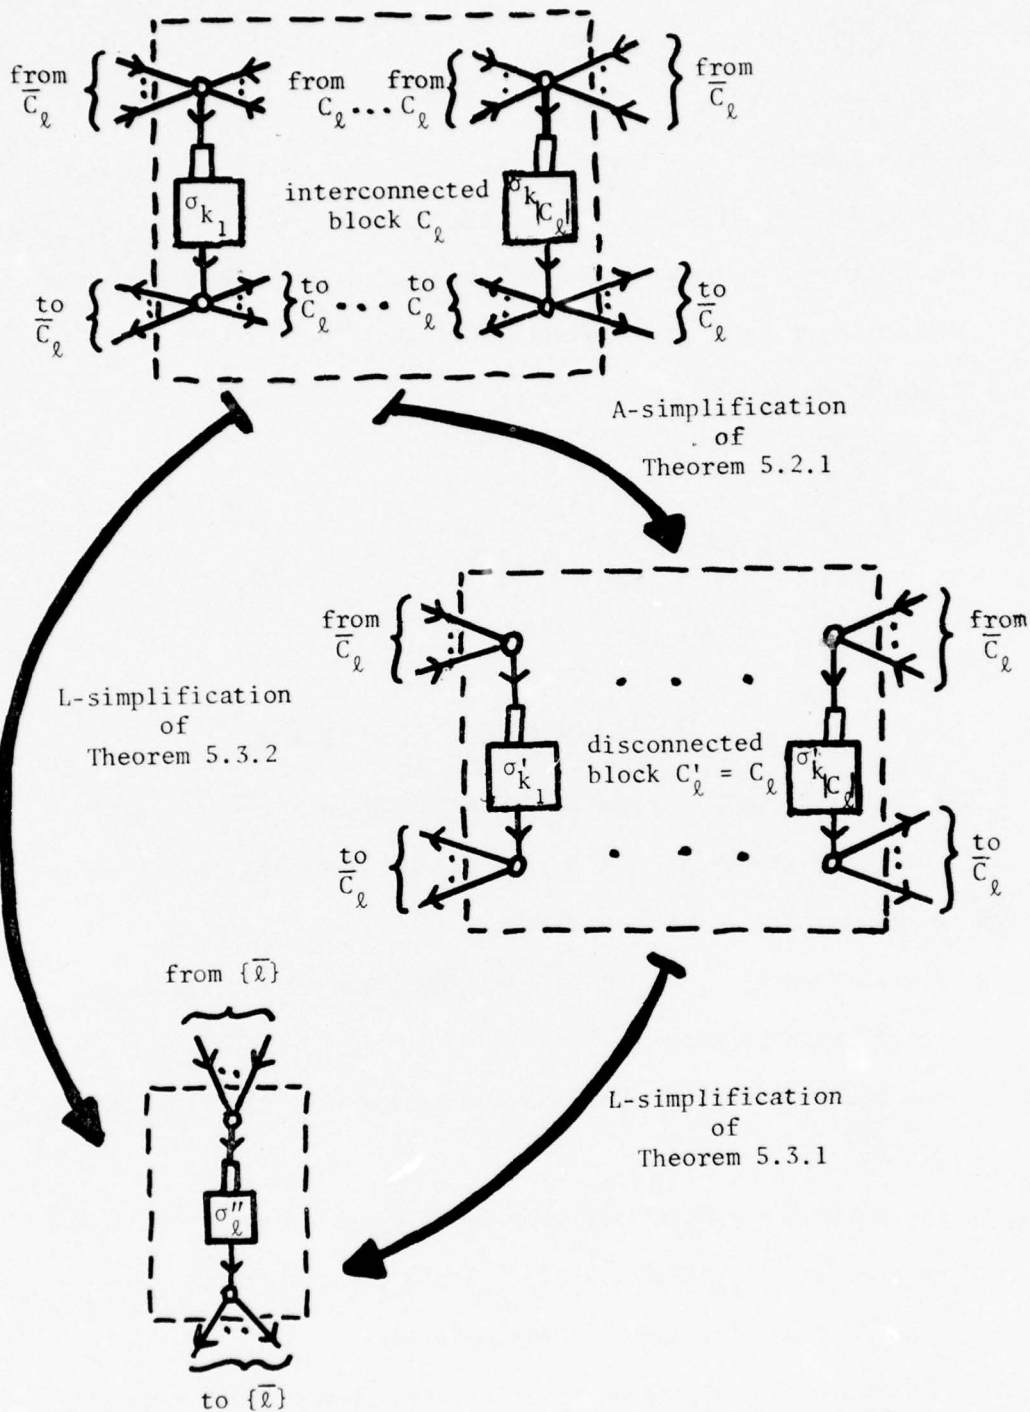 from C̅ℓ
from Cℓ ... from Cℓ
from C̅ℓ
σk1
interconnected
block Cℓ
σk|Cℓ|
to C̅ℓ
to Cℓ ... to Cℓ
to C̅ℓ
A-simplification
of
Theorem 5.2.1
from C̅ℓ
from C̅ℓ
L-simplification
of
Theorem 5.3.2
σ'k1
disconnected
block C'ℓ = Cℓ
σ'k|Cℓ|
to C̅ℓ
to C̅ℓ
from {ℓ̅}
L-simplification
of
Theorem 5.3.1
σ''ℓ
to {ℓ̅}